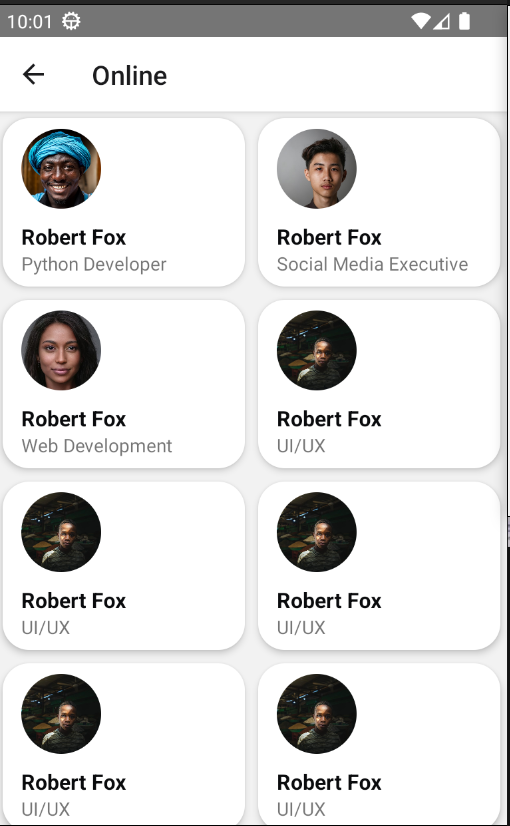 10:01
Online
Robert Fox
Python Developer
Robert Fox
Social Media Executive
Robert Fox
Web Development
Robert Fox
UI/UX
Robert Fox
UI/UX
Robert Fox
UI/UX
Robert Fox
UI/UX
Robert Fox
UI/UX